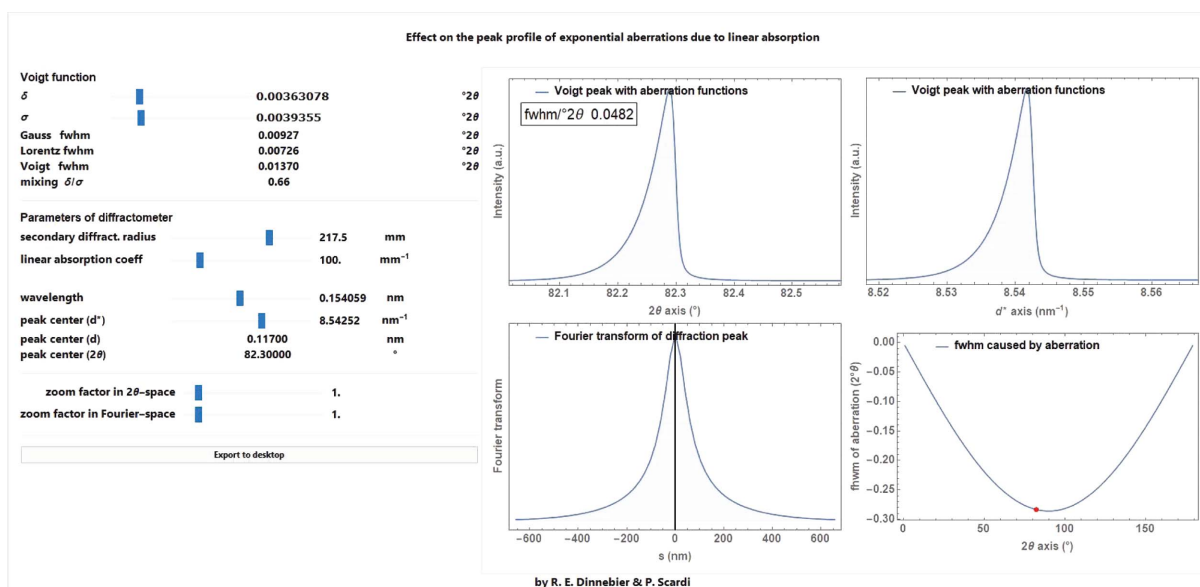 Effect on the peak profile of exponential aberrations due to linear absorption
Voigt function
δ 0.00363078 °2θ
σ 0.0039355 °2θ
Gauss fwhm 0.00927 °2θ
Lorentz fwhm 0.00726 °2θ
Voigt fwhm 0.01370 °2θ
mixing δ/σ 0.66
Parameters of diffractometer
secondary diffract. radius 217.5 mm
linear absorption coeff 100. mm⁻¹
wavelength 0.154059 nm
peak center (d*) 8.54252 nm⁻¹
peak center (d) 0.11700 nm
peak center (2θ) 82.30000 °
zoom factor in 2θ-space 1.
zoom factor in Fourier-space 1.
Export to desktop
Voigt peak with aberration functions
fwhm/°2θ 0.0482
Intensity (a.u.)
82.1 82.2 82.3 82.4 82.5
2θ axis (°)
Voigt peak with aberration functions
Intensity (a.u.)
8.52 8.53 8.54 8.55 8.56
d* axis (nm⁻¹)
Fourier transform of diffraction peak
Fourier transform
-600 -400 -200 0 200 400 600
s (nm)
fwhm caused by aberration
fhwm of aberration (2°θ)
0.00
-0.05
-0.10
-0.15
-0.20
-0.25
-0.30
0 50 100 150
2θ axis (°)
by R. E. Dinnebier & P. Scardi